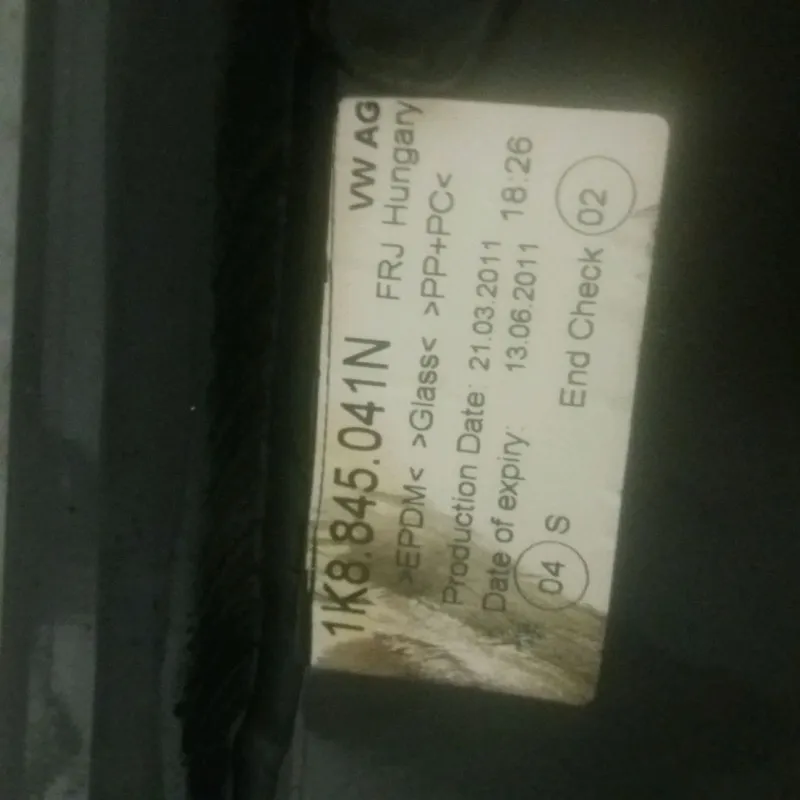 1K8.845.041N VW AG
FRJ Hungary
>EPDM< >Glass< >PP+PC<
Production Date: 21.03.2011
Date of expiry: 13.06.2011 18:26
04 S End Check 02